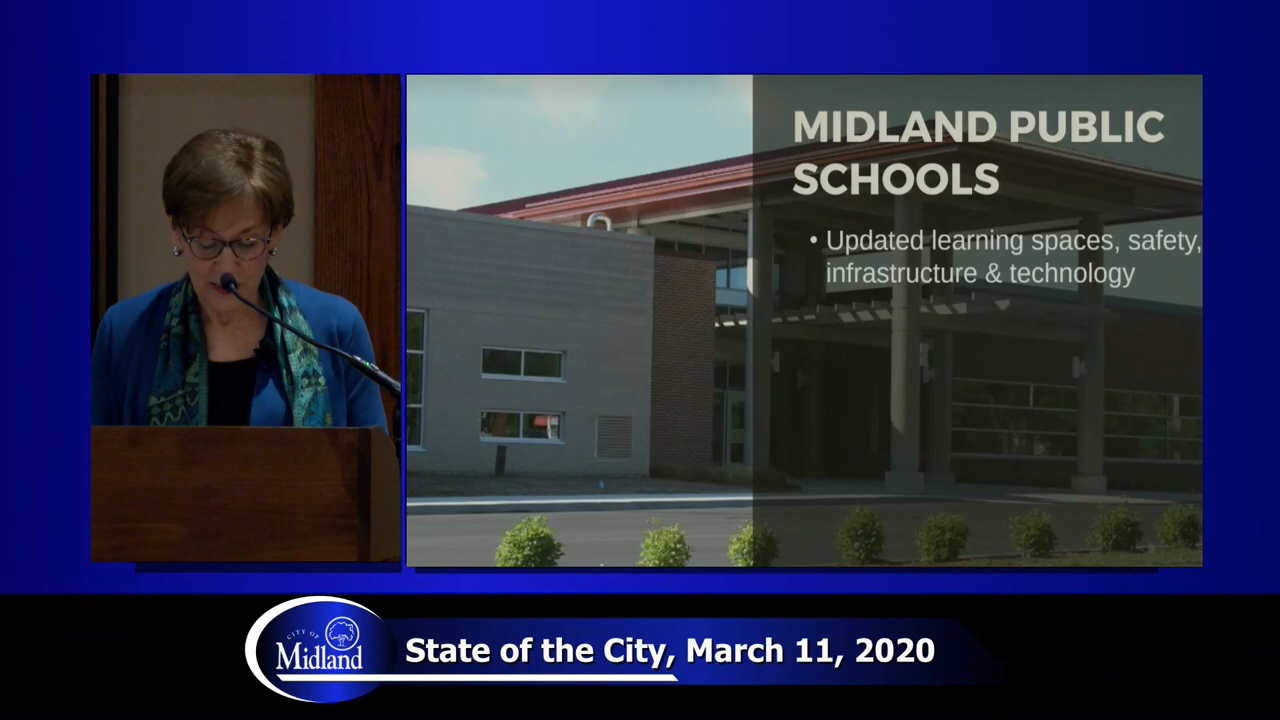 MIDLAND PUBLIC
SCHOOLS
• Updated learning spaces, safety,
infrastructure & technology
CITY OF
Midland
State of the City, March 11, 2020